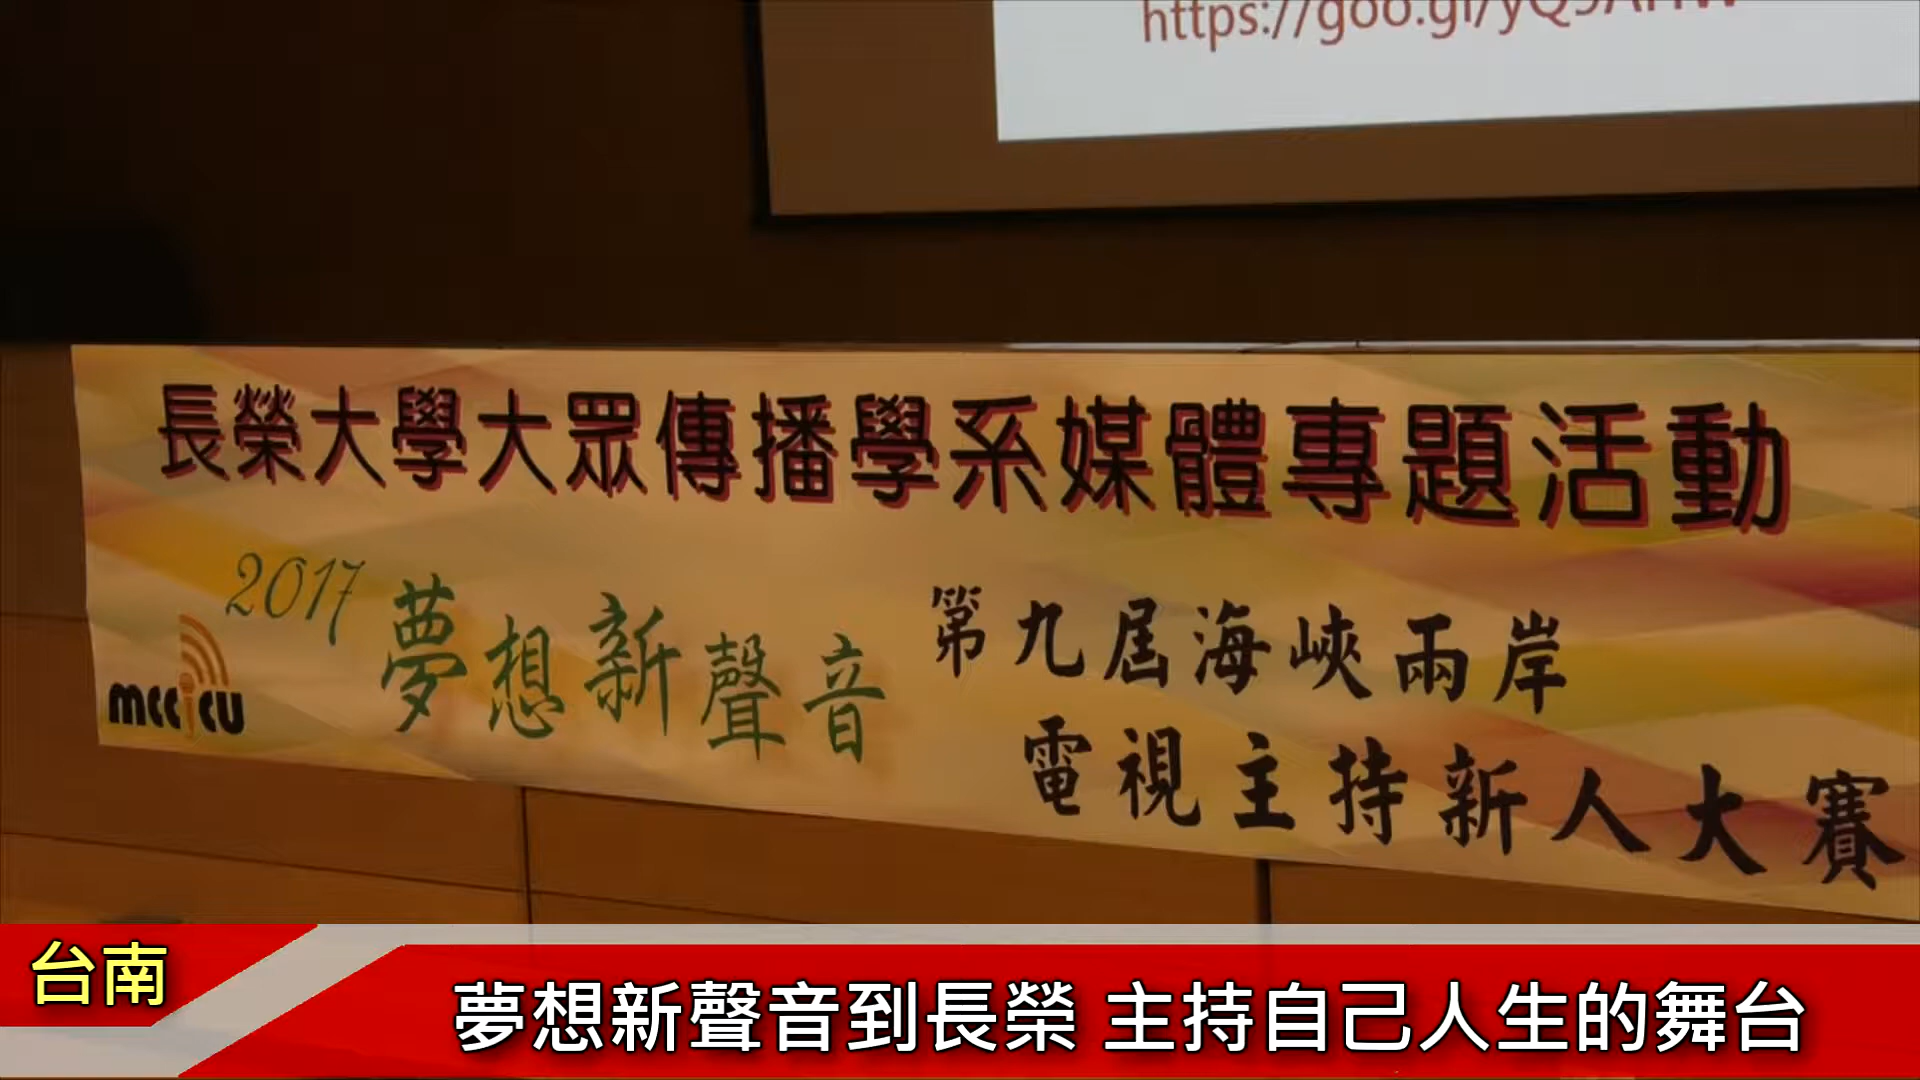 長榮大學大眾傳播學系媒體專題活動
2017 夢想新聲音
第九屆海峽兩岸
電視主持新人大賽
mcc cu
台南
夢想新聲音到長榮 主持自己人生的舞台